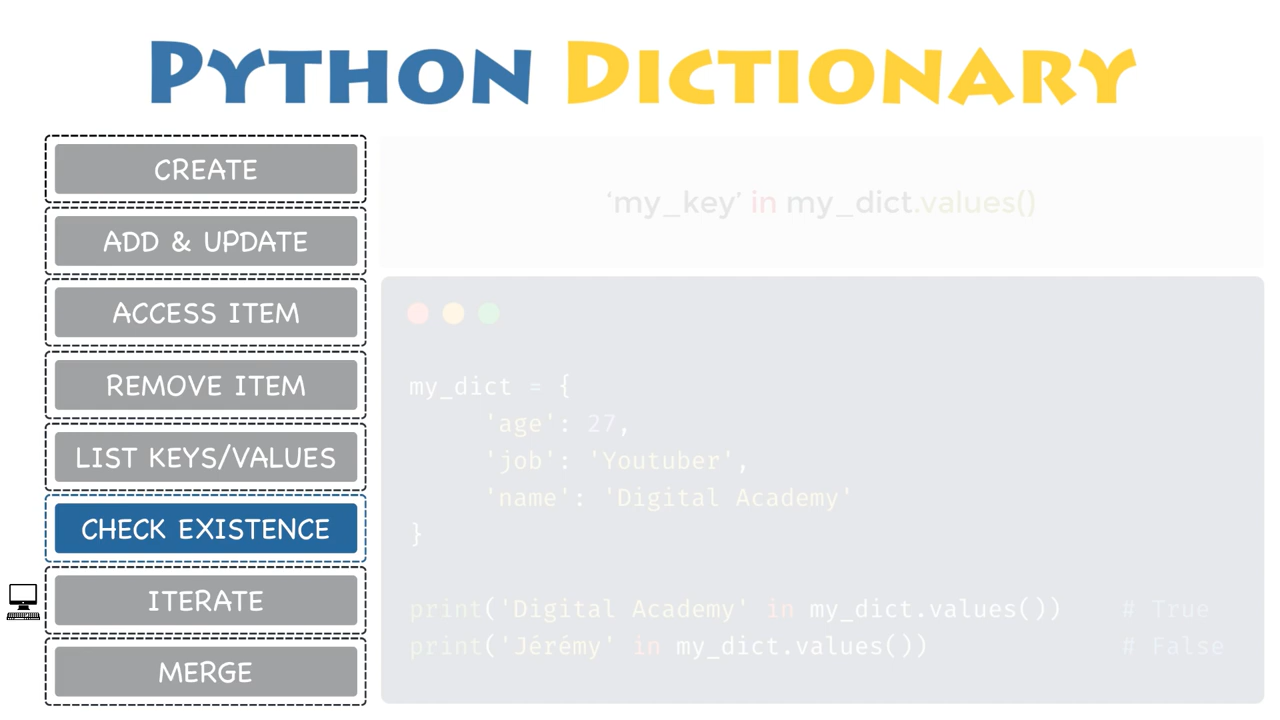 PYTHON DICTIONARY
CREATE
ADD & UPDATE
ACCESS ITEM
REMOVE ITEM
LIST KEYS/VALUES
CHECK EXISTENCE
ITERATE
MERGE
‘my_key’ in my_dict.values()
my_dict = {
'age': 27,
'job': 'Youtuber',
'name': 'Digital Academy'
}
print('Digital Academy' in my_dict.values()) # True
print('Jérémy' in my_dict.values()) # False